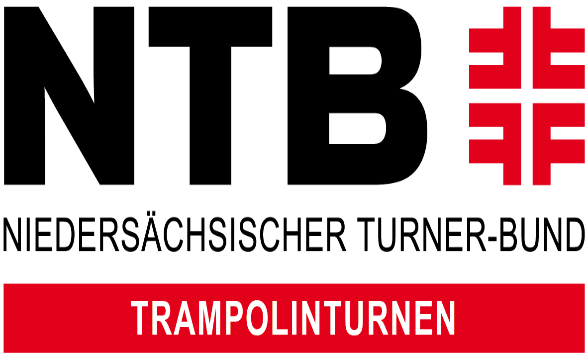 NTB
NIEDERSÄCHSISCHER TURNER-BUND
TRAMPOLINTURNEN